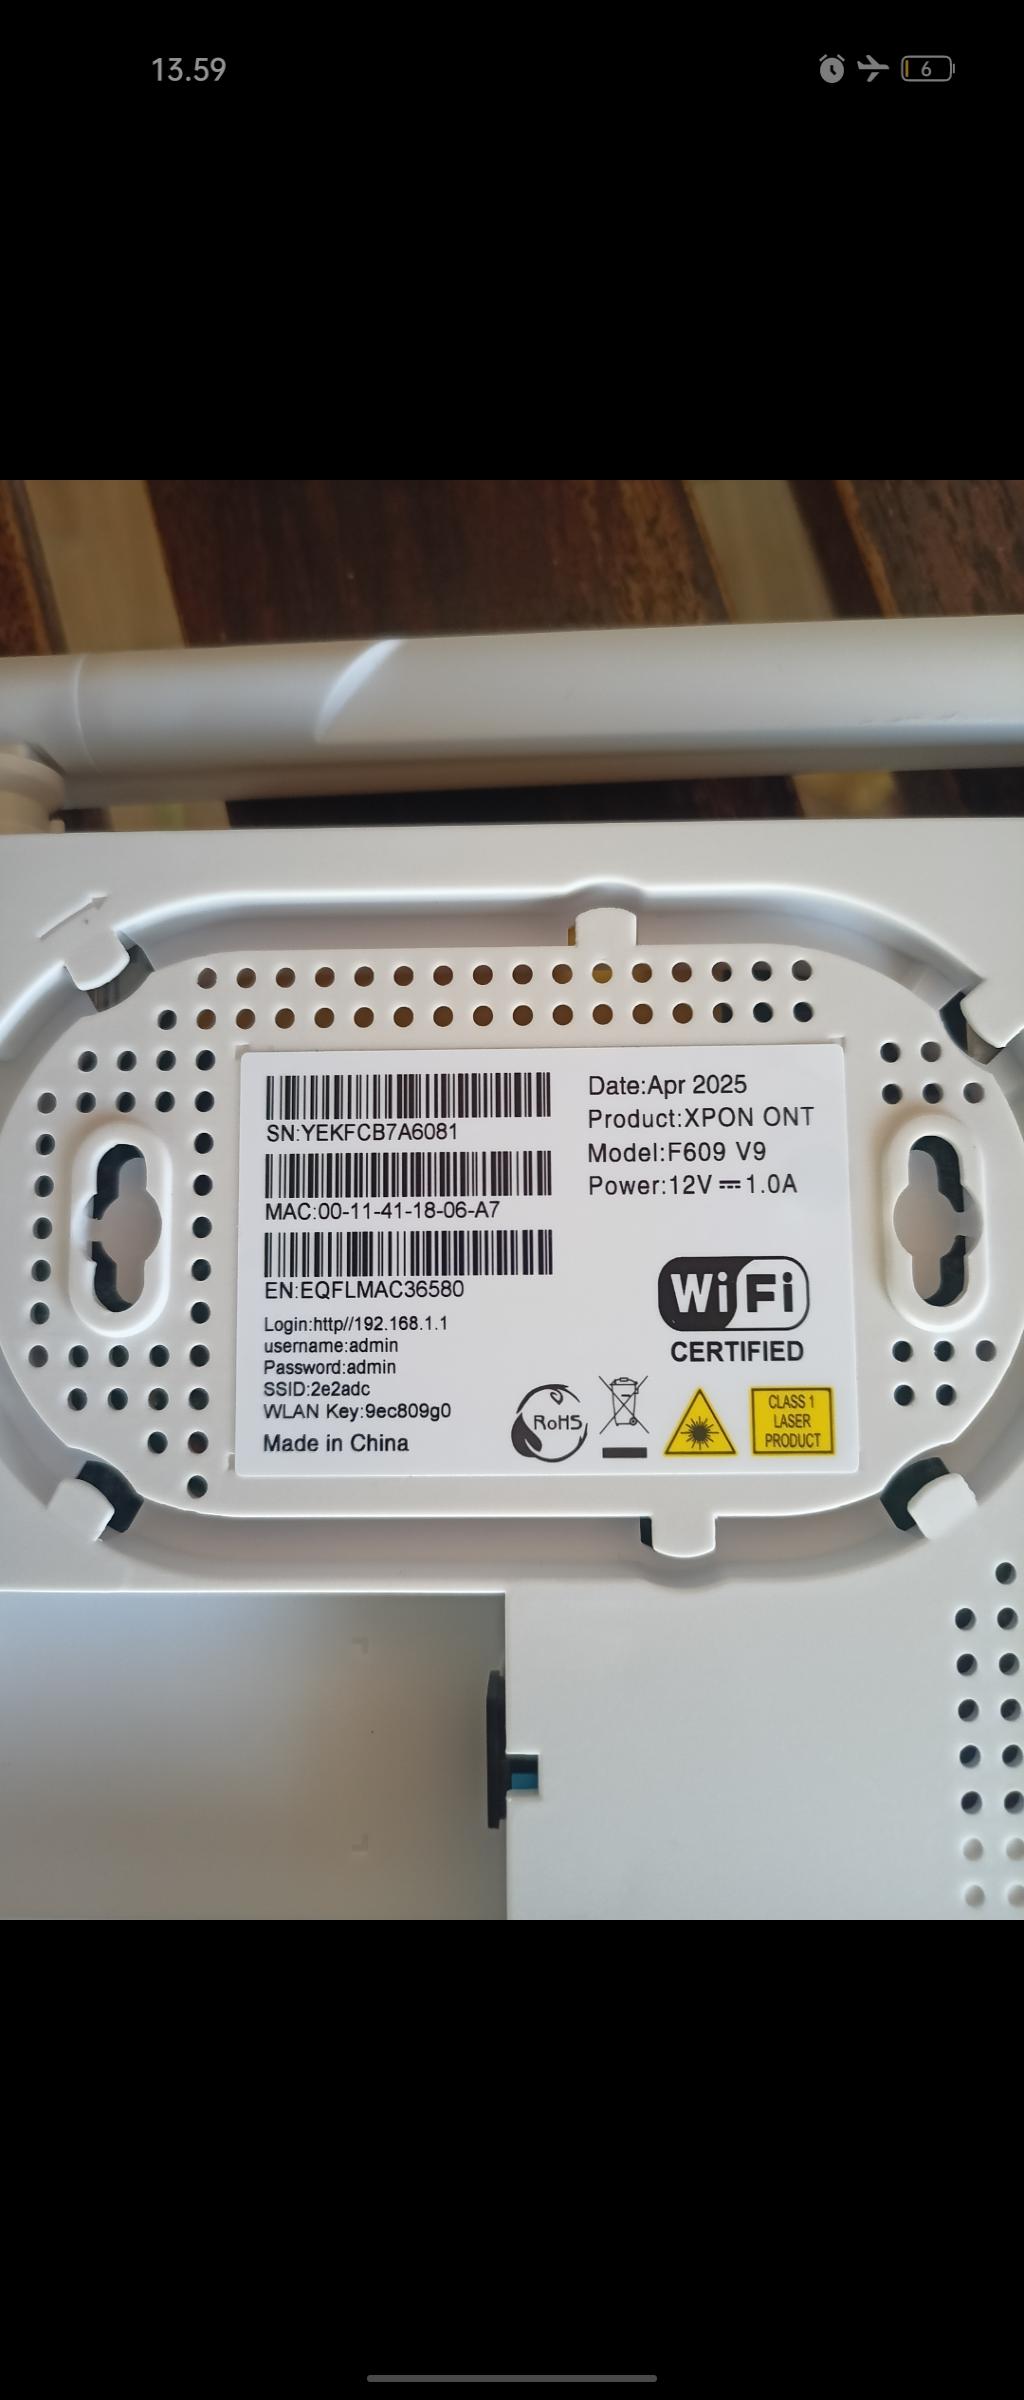 13.59
6
SN:YEKFCB7A6081
MAC:00-11-41-18-06-A7
EN:EQFLMAC36580
Login:http//192.168.1.1
username:admin
Password:admin
SSID:2e2adc
WLAN Key:9ec809g0
Made in China
Date:Apr 2025
Product:XPON ONT
Model:F609 V9
Power:12V⎓1.0A
WiFi
CERTIFIED
RoHS
CLASS 1
LASER
PRODUCT